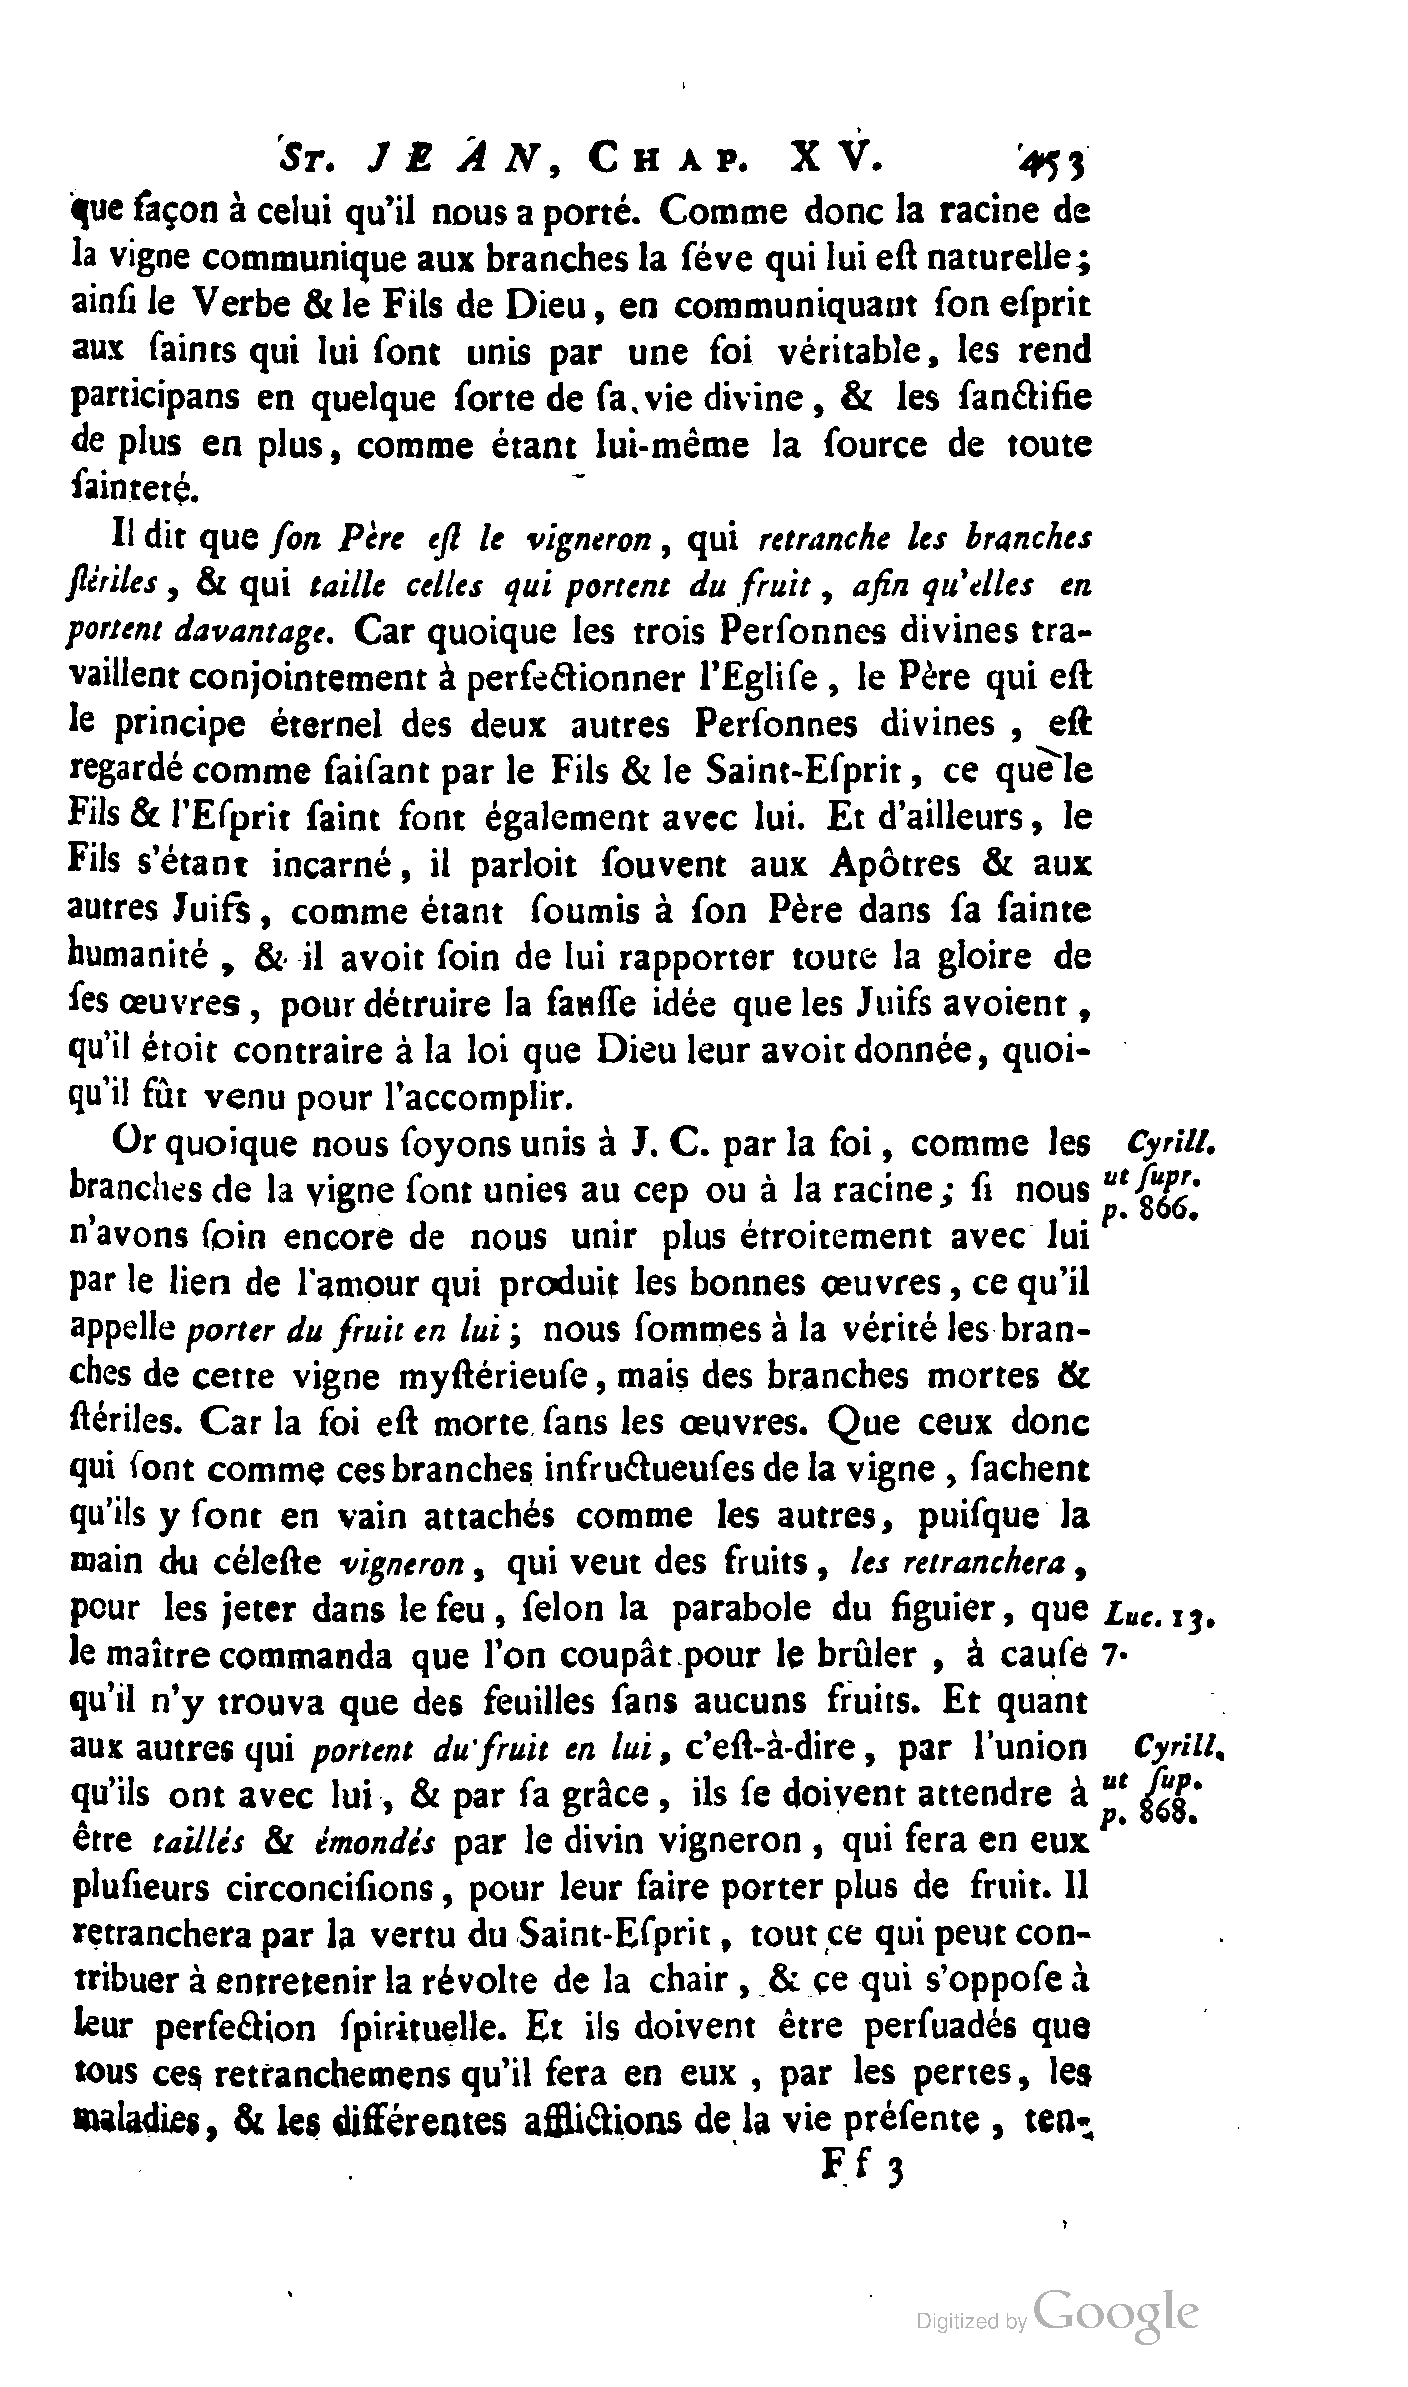 St. JEAN, CHAP. XV. 453
que façon à celui qu'il nous a porté. Comme donc la racine de
la vigne communique aux branches la ſéve qui lui eſt naturelle;
ainſi le Verbe & le Fils de Dieu, en communiquant ſon eſprit
aux ſaints qui lui ſont unis par une foi véritable, les rend
participans en quelque ſorte de ſa vie divine, & les ſanctifie
de plus en plus, comme étant lui-même la ſource de toute
ſainteté.
Il dit que ſon Père eſt le vigneron, qui retranche les branches
ſtériles, & qui taille celles qui portent du fruit, afin qu'elles en
portent davantage. Car quoique les trois Perſonnes divines tra-
vaillent conjointement à perfectionner l'Egliſe, le Père qui eſt
le principe éternel des deux autres Perſonnes divines, eſt
regardé comme faiſant par le Fils & le Saint-Eſprit, ce que le
Fils & l'Eſprit ſaint font également avec lui. Et d'ailleurs, le
Fils s'étant incarné, il parloit ſouvent aux Apôtres & aux
autres Juifs, comme étant ſoumis à ſon Père dans ſa ſainte
humanité, & il avoit ſoin de lui rapporter toute la gloire de
ſes œuvres, pour détruire la fauſſe idée que les Juifs avoient,
qu'il étoit contraire à la loi que Dieu leur avoit donnée, quoi-
qu'il fût venu pour l'accomplir.
Or quoique nous ſoyons unis à J. C. par la foi, comme les Cyrill.
branches de la vigne ſont unies au cep ou à la racine; ſi nous ut ſupr.
n'avons ſoin encore de nous unir plus étroitement avec lui p. 866.
par le lien de l'amour qui produit les bonnes œuvres, ce qu'il
appelle porter du fruit en lui; nous ſommes à la vérité les bran-
ches de cette vigne myſtérieuſe, mais des branches mortes &
ſtériles. Car la foi eſt morte ſans les œuvres. Que ceux donc
qui ſont comme ces branches infructueuſes de la vigne, ſachent
qu'ils y ſont en vain attachés comme les autres, puiſque la
main du céleſte vigneron, qui veut des fruits, les retranchera,
pour les jeter dans le feu, ſelon la parabole du figuier, que Luc. 13.
le maître commanda que l'on coupât pour le brûler, à cauſe 7.
qu'il n'y trouva que des feuilles ſans aucuns fruits. Et quant
aux autres qui portent du fruit en lui, c'eſt-à-dire, par l'union Cyrill.
qu'ils ont avec lui, & par ſa grâce, ils ſe doivent attendre à ut ſup.
être taillés & émondés par le divin vigneron, qui fera en eux p. 868.
pluſieurs circonciſions, pour leur faire porter plus de fruit. Il
retranchera par la vertu du Saint-Eſprit, tout ce qui peut con-
tribuer à entretenir la révolte de la chair, & ce qui s'oppoſe à
leur perfection ſpirituelle. Et ils doivent être perſuadés que
tous ces retranchemens qu'il fera en eux, par les pertes, les
maladies, & les différentes afflictions de la vie préſente, ten-
Ff 3
Digitized by Google